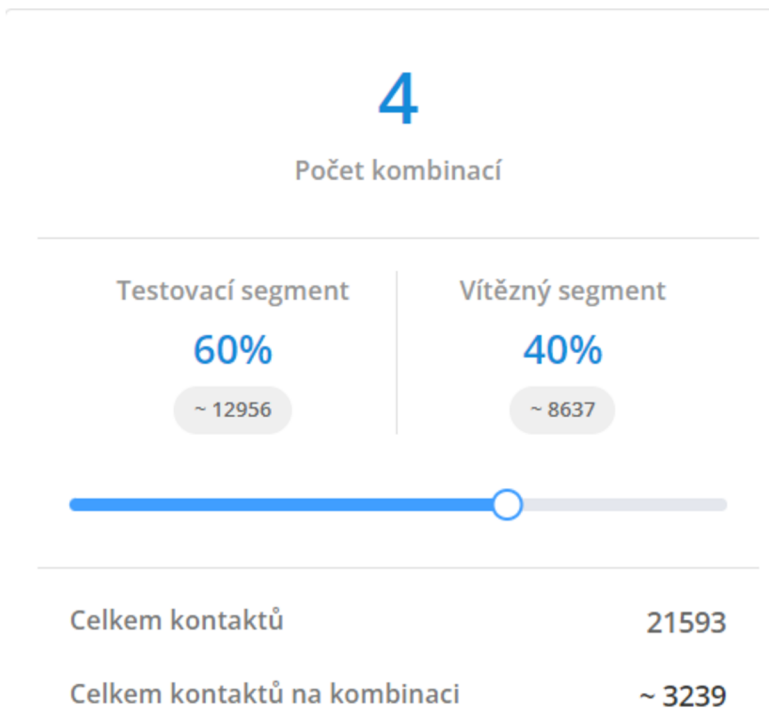 4
Počet kombinací
Testovací segment
60%
~ 12956
Vítězný segment
40%
~ 8637
Celkem kontaktů 21593
Celkem kontaktů na kombinaci ~ 3239